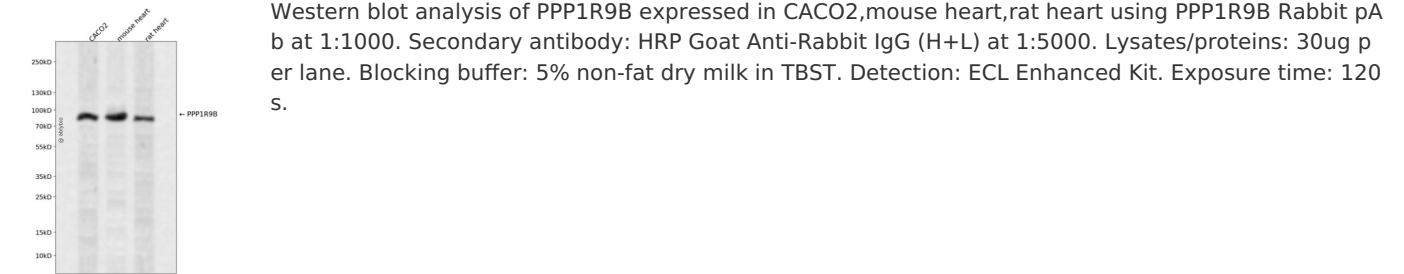 Western blot analysis of PPP1R9B expressed in CACO2,mouse heart,rat heart using PPP1R9B Rabbit pA
b at 1:1000. Secondary antibody: HRP Goat Anti-Rabbit IgG (H+L) at 1:5000. Lysates/proteins: 30ug p
er lane. Blocking buffer: 5% non-fat dry milk in TBST. Detection: ECL Enhanced Kit. Exposure time: 120
s.
CACO2
mouse heart
rat heart
250kD
130kD
100kD
70kD
55kD
35kD
25kD
15kD
10kD
← PPP1R9B